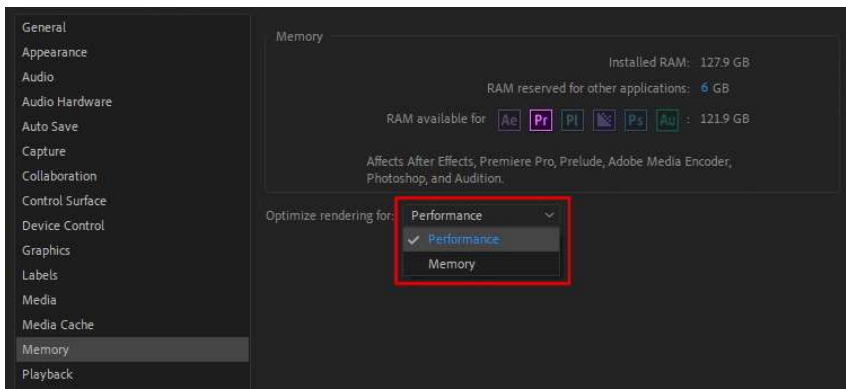 General
Appearance
Audio
Audio Hardware
Auto Save
Capture
Collaboration
Control Surface
Device Control
Graphics
Labels
Media
Media Cache
Memory
Playback
Memory
Installed RAM: 127.9 GB
RAM reserved for other applications: 6 GB
RAM available for Ae Pr Pl Ps Au : 121.9 GB
Affects After Effects, Premiere Pro, Prelude, Adobe Media Encoder,
Photoshop, and Audition.
Optimize rendering for: Performance
Performance
Memory